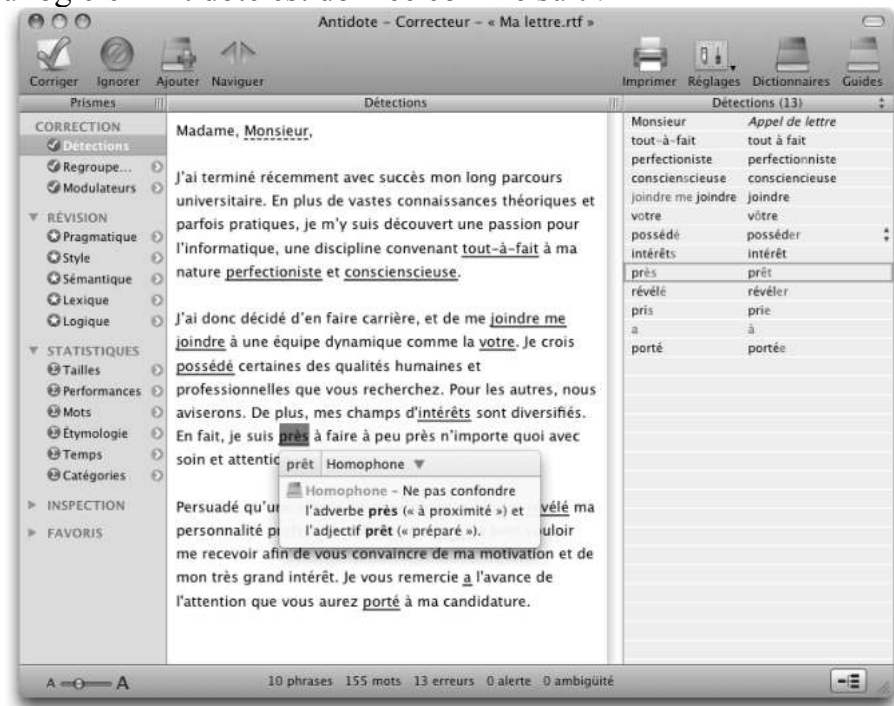 Antidote – Correcteur – « Ma lettre.rtf »
Corriger Ignorer Ajouter Naviguer Imprimer Réglages Dictionnaires Guides
Prismes Détections Détections (13)
CORRECTION
Détections
Regroupe...
Modulateurs
RÉVISION
Pragmatique
Style
Sémantique
Lexique
Logique
STATISTIQUES
Tailles
Performances
Mots
Étymologie
Temps
Catégories
INSPECTION
FAVORIS
Madame, Monsieur,
J'ai terminé récemment avec succès mon long parcours
universitaire. En plus de vastes connaissances théoriques et
parfois pratiques, je m'y suis découvert une passion pour
l'informatique, une discipline convenant tout-à-fait à ma
nature perfectioniste et consciensceuse.
J'ai donc décidé d'en faire carrière, et de me joindre me
joindre à une équipe dynamique comme la votre. Je crois
possédé certaines des qualités humaines et
professionnelles que vous recherchez. Pour les autres, nous
aviserons. De plus, mes champs d'intérêts sont diversifiés.
En fait, je suis près à faire à peu près n'importe quoi avec
soin et attentio
prêt Homophone
Homophone – Ne pas confondre
l'adverbe près (« à proximité ») et
l'adjectif prêt (« préparé »).
Persuadé qu'u vélé ma
personnalité p uloir
me recevoir afin de vous convaincre de ma motivation et de
mon très grand intérêt. Je vous remercie a l'avance de
l'attention que vous aurez porté à ma candidature.
Monsieur Appel de lettre
tout-à-fait tout à fait
perfectioniste perfectionniste
consciensciseuse consciencieuse
joindre me joindre joindre
votre vôtre
possédé posséder
intérêts intérêt
près prêt
révélé révéler
pris prie
a à
porté portée
A A
10 phrases 155 mots 13 erreurs 0 alerte 0 ambigüité